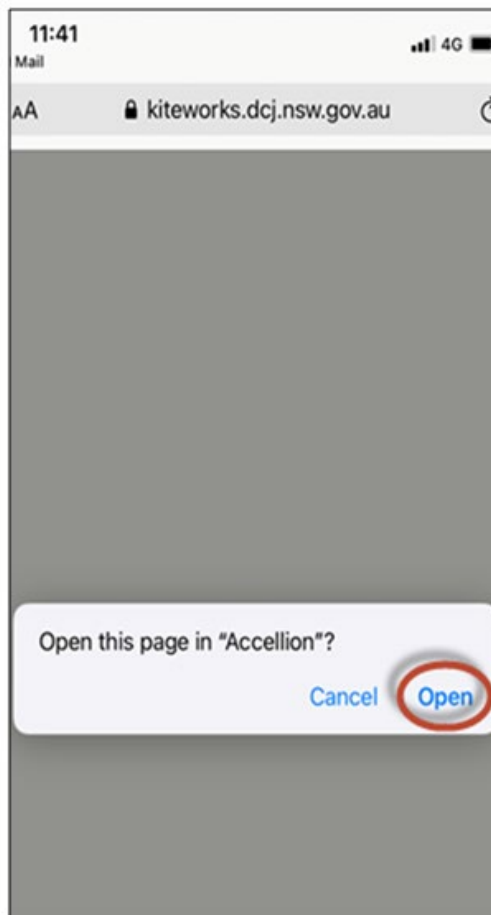 11:41
4G
Mail
AA kiteworks.dcj.nsw.gov.au
Open this page in “Accellion”?
Cancel Open